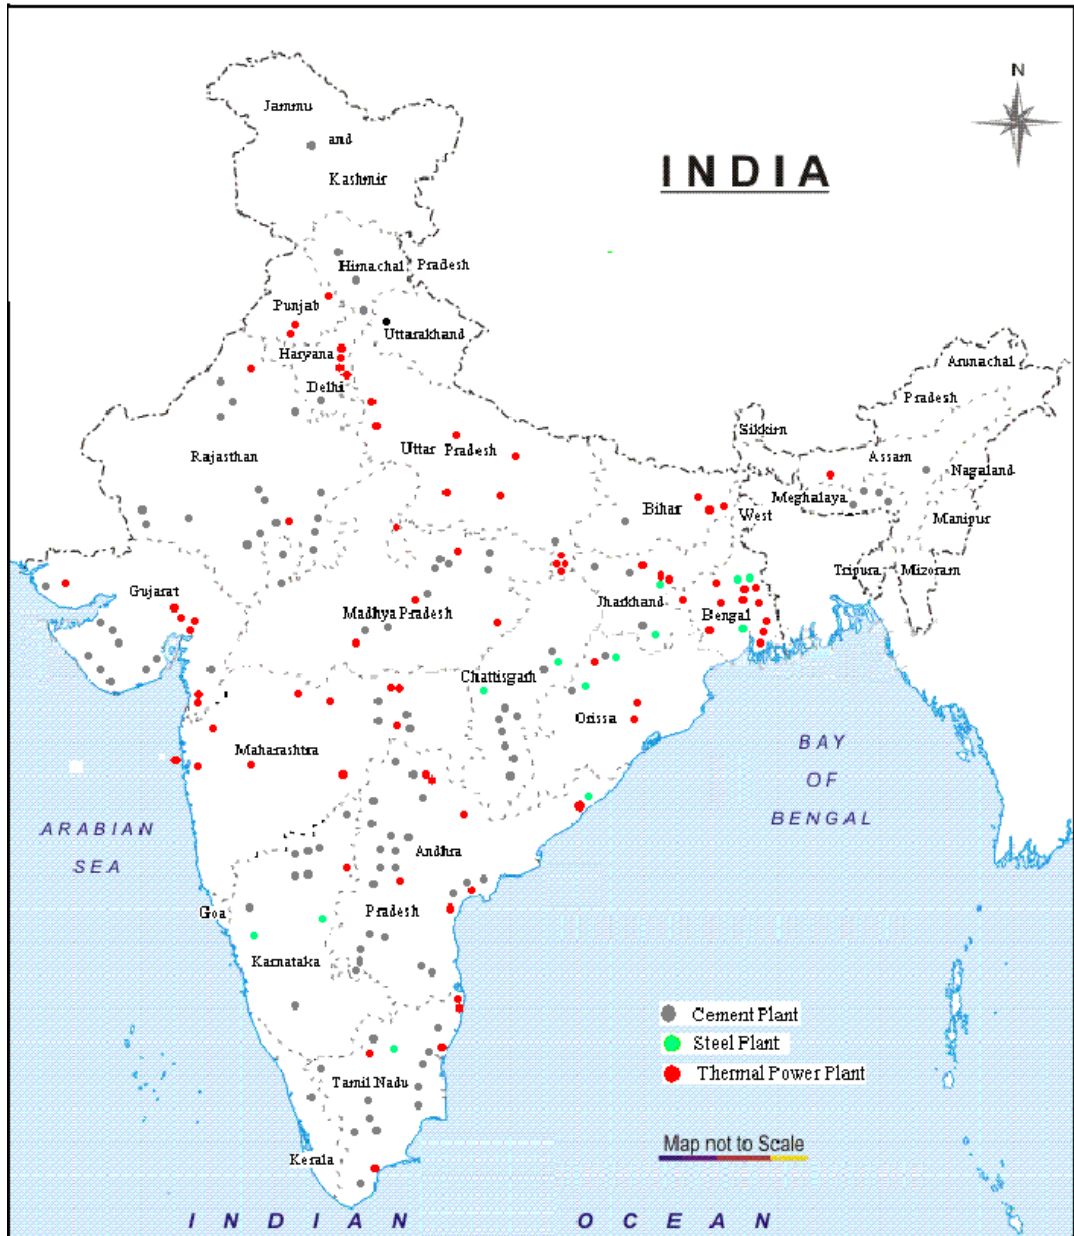 N
Jammu
and
INDIA
Kashmir
Himachal Pradesh
Punjab
Uttarakhand
Haryana
Arunachal
Delhi
Pradesh
Sikkim
Rajasthan
Uttar Pradesh
Assam
Nagaland
Meghalaya
Bihar
West
Manipur
Tripura
Mizoram
Gujarat
Jharkhand
Madhya Pradesh
Bengal
Chattisgarh
Orissa
Maharashtra
BAY
OF
BENGAL
ARABIAN
SEA
Andhra
Goa
Pradesh
Karnataka
Cement Plant
Steel Plant
Thermal Power Plant
Tamil Nadu
Map not to Scale
Kerala
INDIAN OCEAN